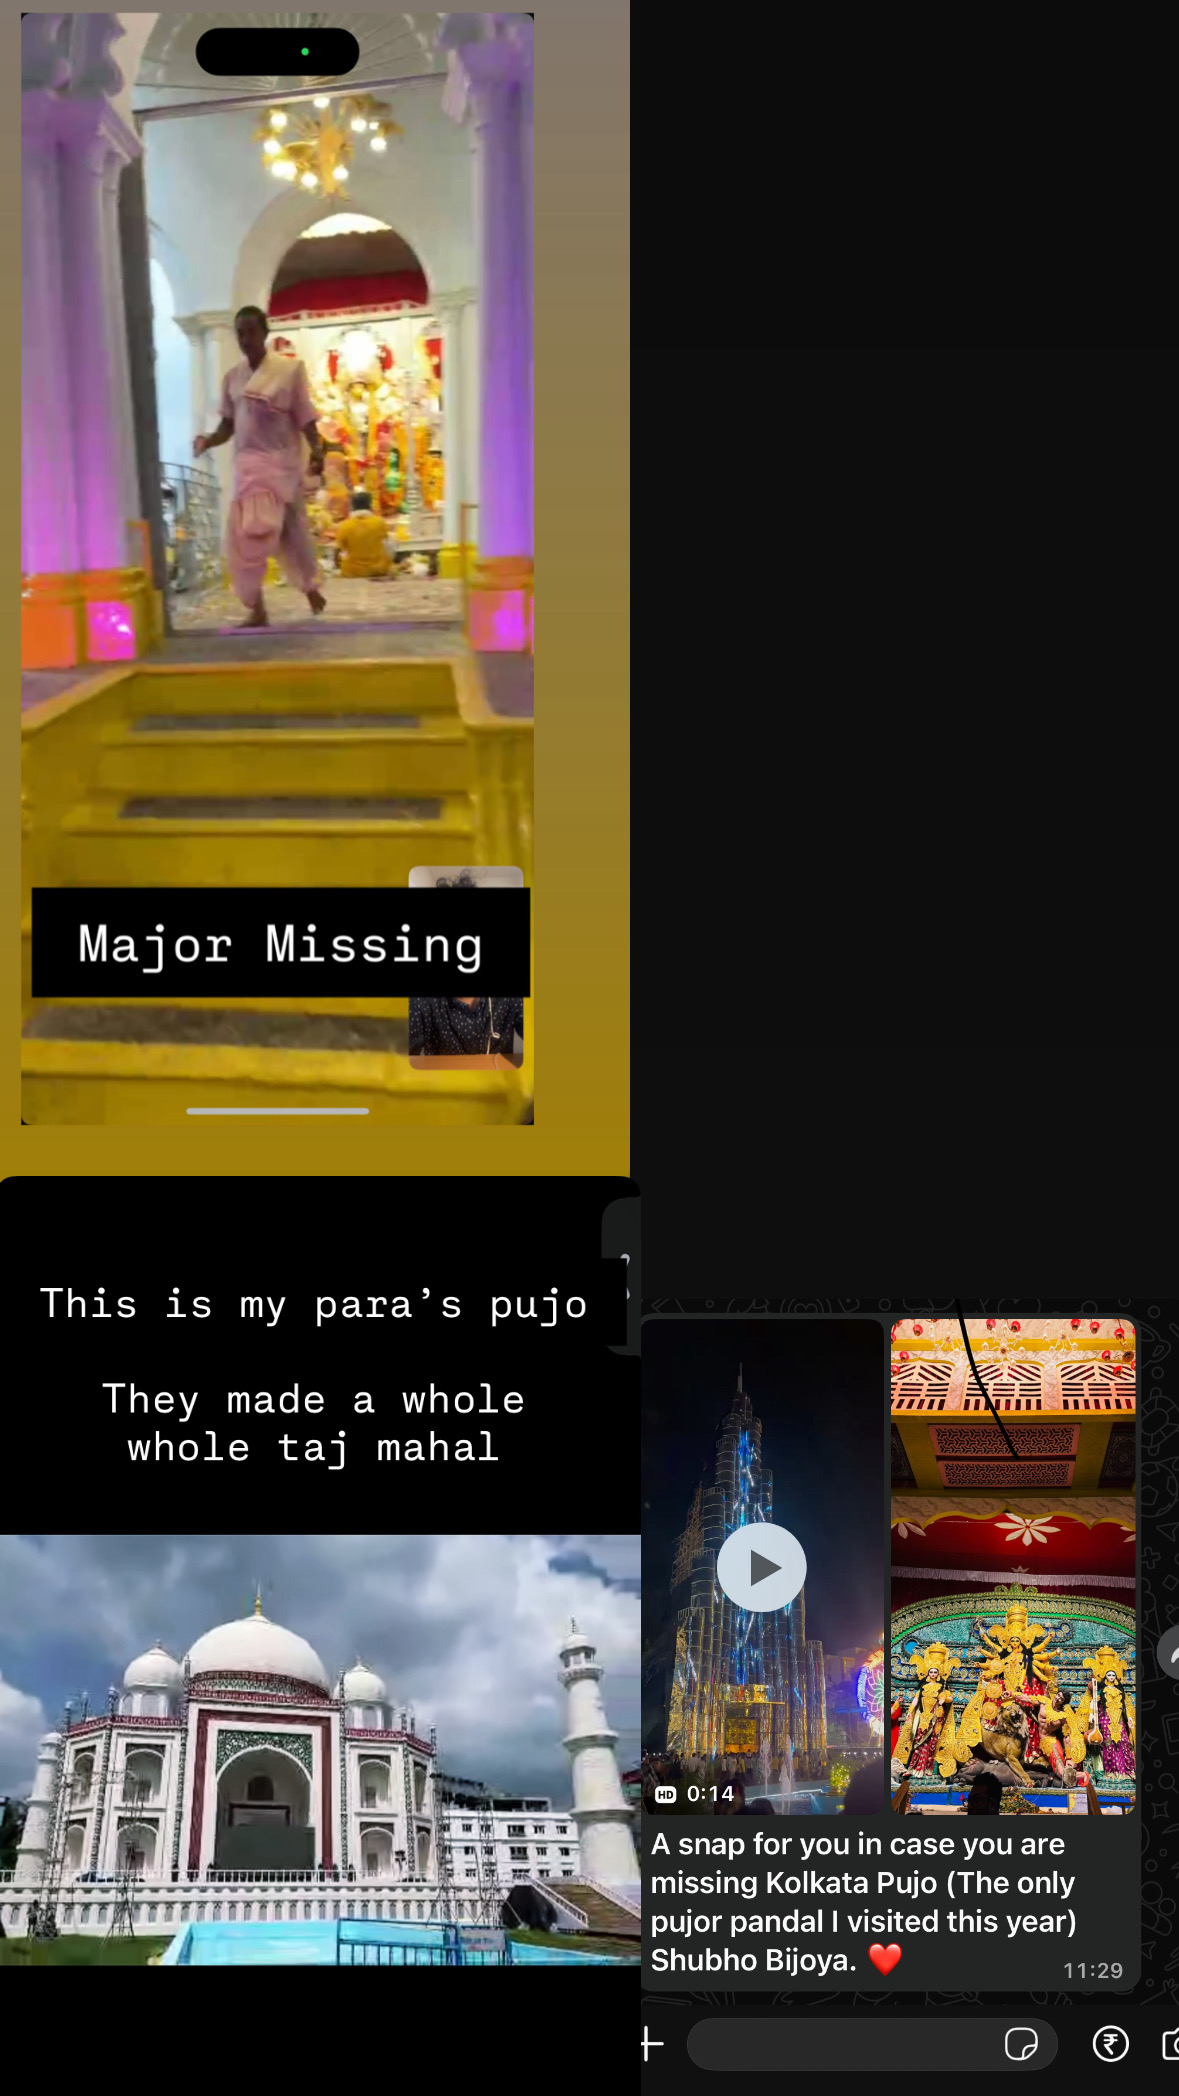 Major Missing
This is my para’s pujo
They made a whole
whole taj mahal
HD 0:14
A snap for you in case you are
missing Kolkata Pujo (The only
pujor pandal I visited this year)
Shubho Bijoya. ❤️
11:29
₹